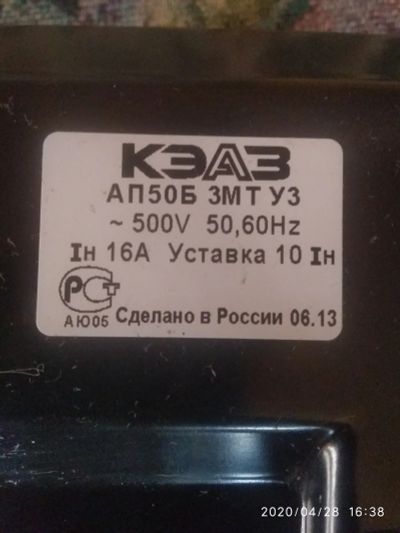 КЭАЗ
АП50Б 3МТ У3
~ 500V 50,60Hz
Iн 16А Уставка 10 Iн
РСТ
АЮ05 Сделано в России 06.13
2020/04/28 16:38